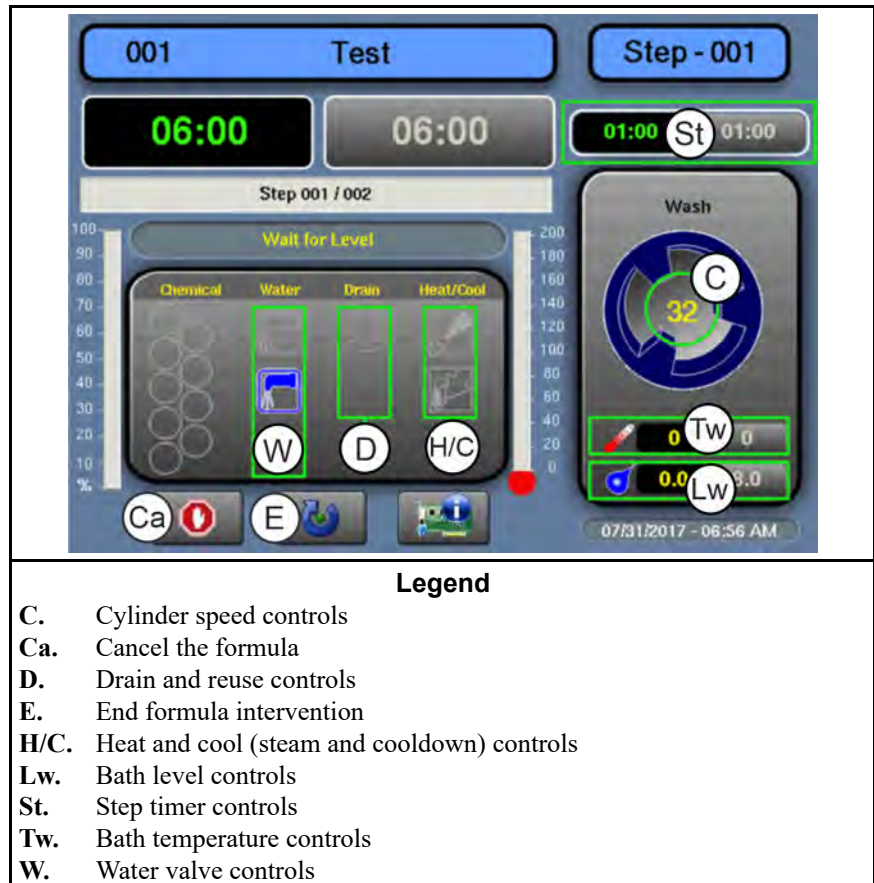 001 Test
Step - 001
06:00 06:00
01:00 St 01:00
Step 001 / 002
Wait for Level
Chemical Water Drain Heat/Cool
100
90
80
70
60
50
40
30
20
10
%
200
180
160
140
120
100
80
60
40
20
0
W D H/C
Wash
C
32
0 Tw 0
0.0 Lw 3.0
Ca E
07/31/2017 - 06:56 AM
Legend
C. Cylinder speed controls
Ca. Cancel the formula
D. Drain and reuse controls
E. End formula intervention
H/C. Heat and cool (steam and cooldown) controls
Lw. Bath level controls
St. Step timer controls
Tw. Bath temperature controls
W. Water valve controls